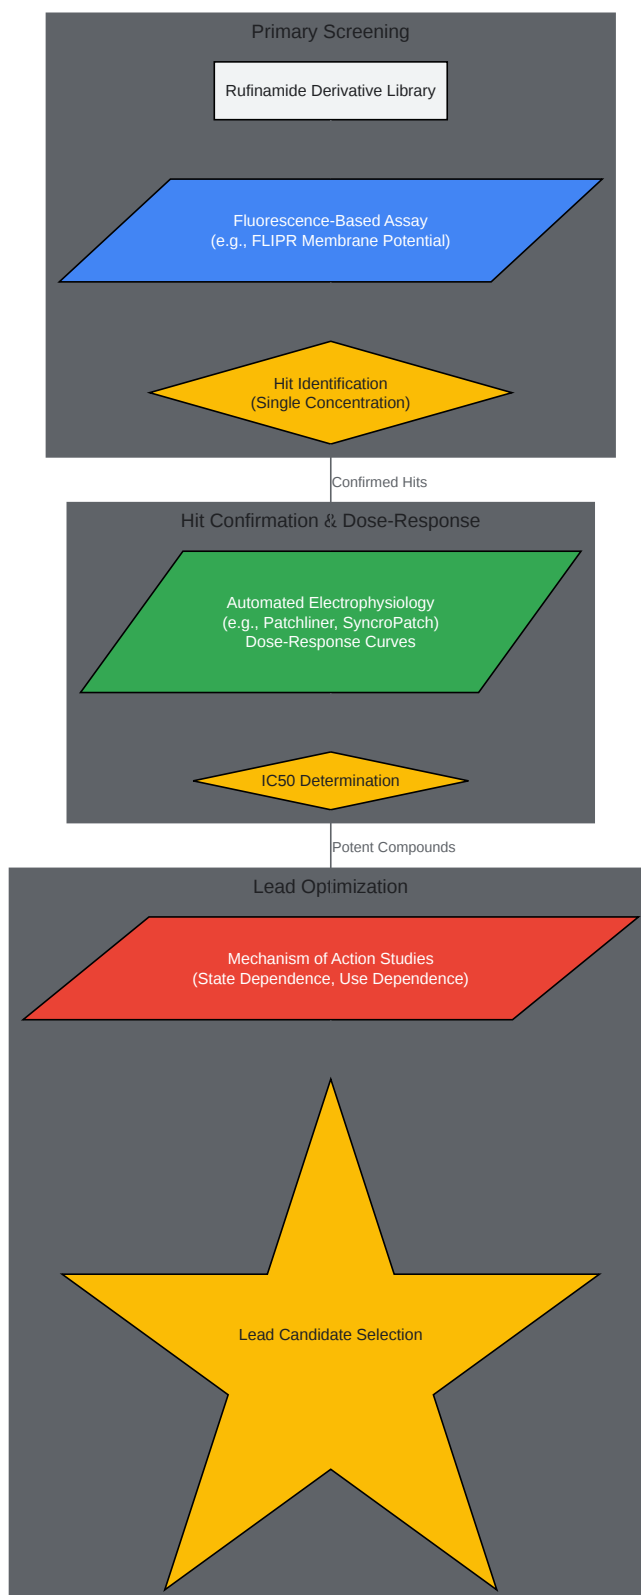 Primary Screening
Rufinamide Derivative Library
Fluorescence-Based Assay
(e.g., FLIPR Membrane Potential)
Hit Identification
(Single Concentration)
Confirmed Hits
Hit Confirmation & Dose-Response
Automated Electrophysiology
(e.g., Patchliner, SyncroPatch)
Dose-Response Curves
IC50 Determination
Potent Compounds
Lead Optimization
Mechanism of Action Studies
(State Dependence, Use Dependence)
Lead Candidate Selection